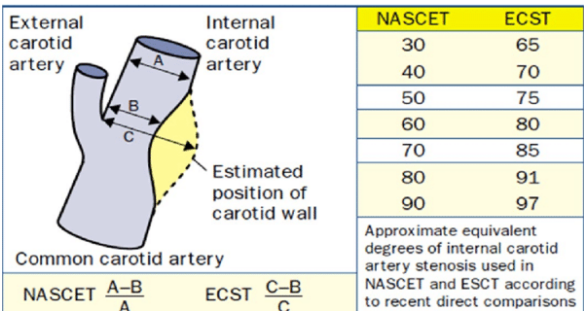 External
carotid
artery
Internal
carotid
artery
A
B
C
Estimated
position of
carotid wall
Common carotid artery
NASCET A–B
A
ECST C–B
C
NASCET ECST
30 65
40 70
50 75
60 80
70 85
80 91
90 97
Approximate equivalent
degrees of internal carotid
artery stenosis used in
NASCET and ESCT according
to recent direct comparisons